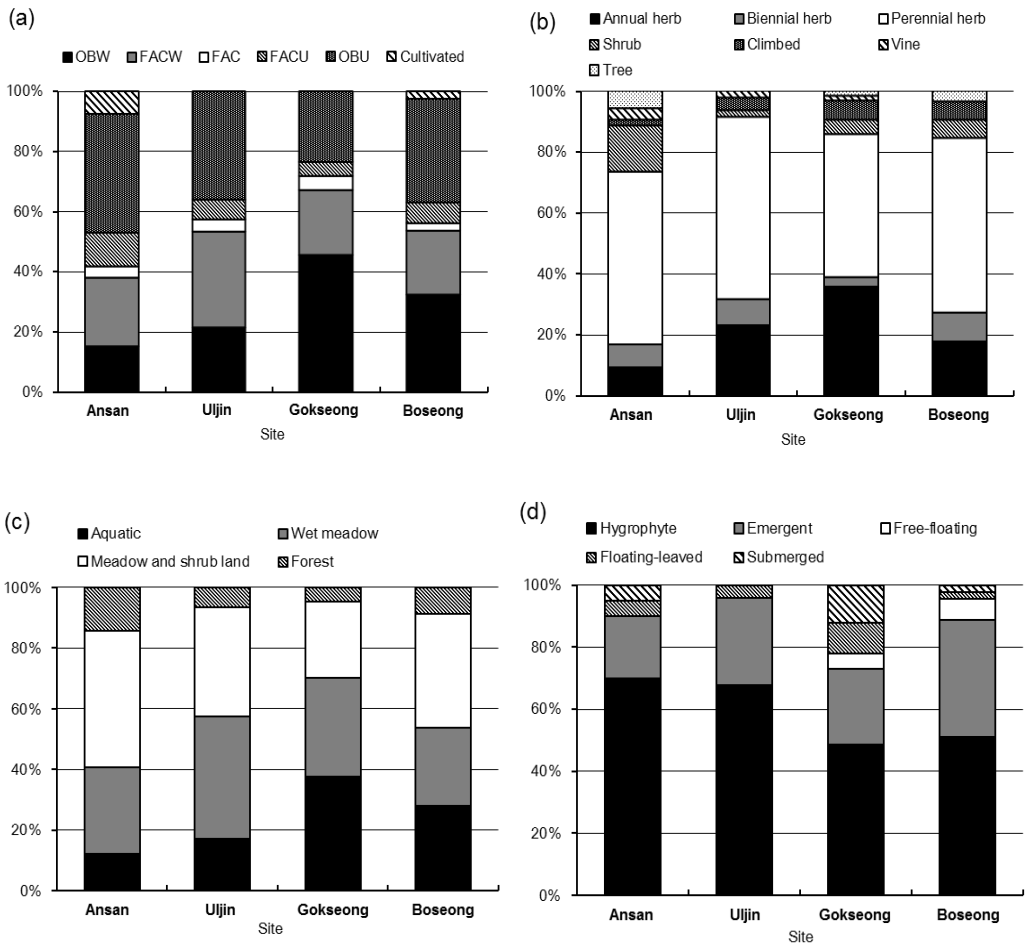 (a)
OBW FACW FAC FACU OBU Cultivated
100%
80%
60%
40%
20%
0%
Ansan Uljin Gokseong Boseong
Site
(b)
Annual herb Biennial herb Perennial herb
Shrub Climbed Vine
Tree
100%
80%
60%
40%
20%
0%
Ansan Uljin Gokseong Boseong
Site
(c)
Aquatic Wet meadow
Meadow and shrub land Forest
100%
80%
60%
40%
20%
0%
Ansan Uljin Gokseong Boseong
Site
(d)
Hygrophyte Emergent Free-floating
Floating-leaved Submerged
100%
80%
60%
40%
20%
0%
Ansan Uljin Gokseong Boseong
Site